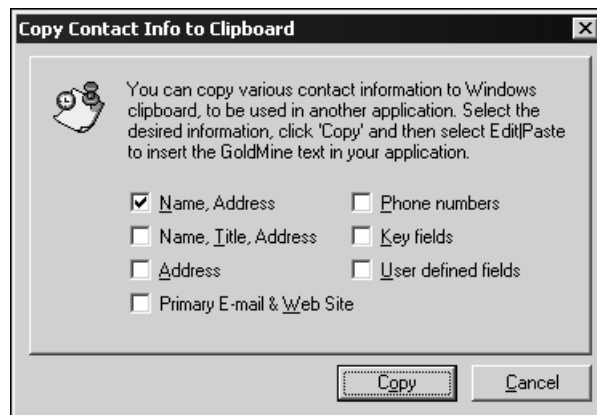 Copy Contact Info to Clipboard
You can copy various contact information to Windows
clipboard, to be used in another application. Select the
desired information, click 'Copy' and then select Edit|Paste
to insert the GoldMine text in your application.
Name, Address
Phone numbers
Name, Title, Address
Key fields
Address
User defined fields
Primary E-mail & Web Site
Copy
Cancel